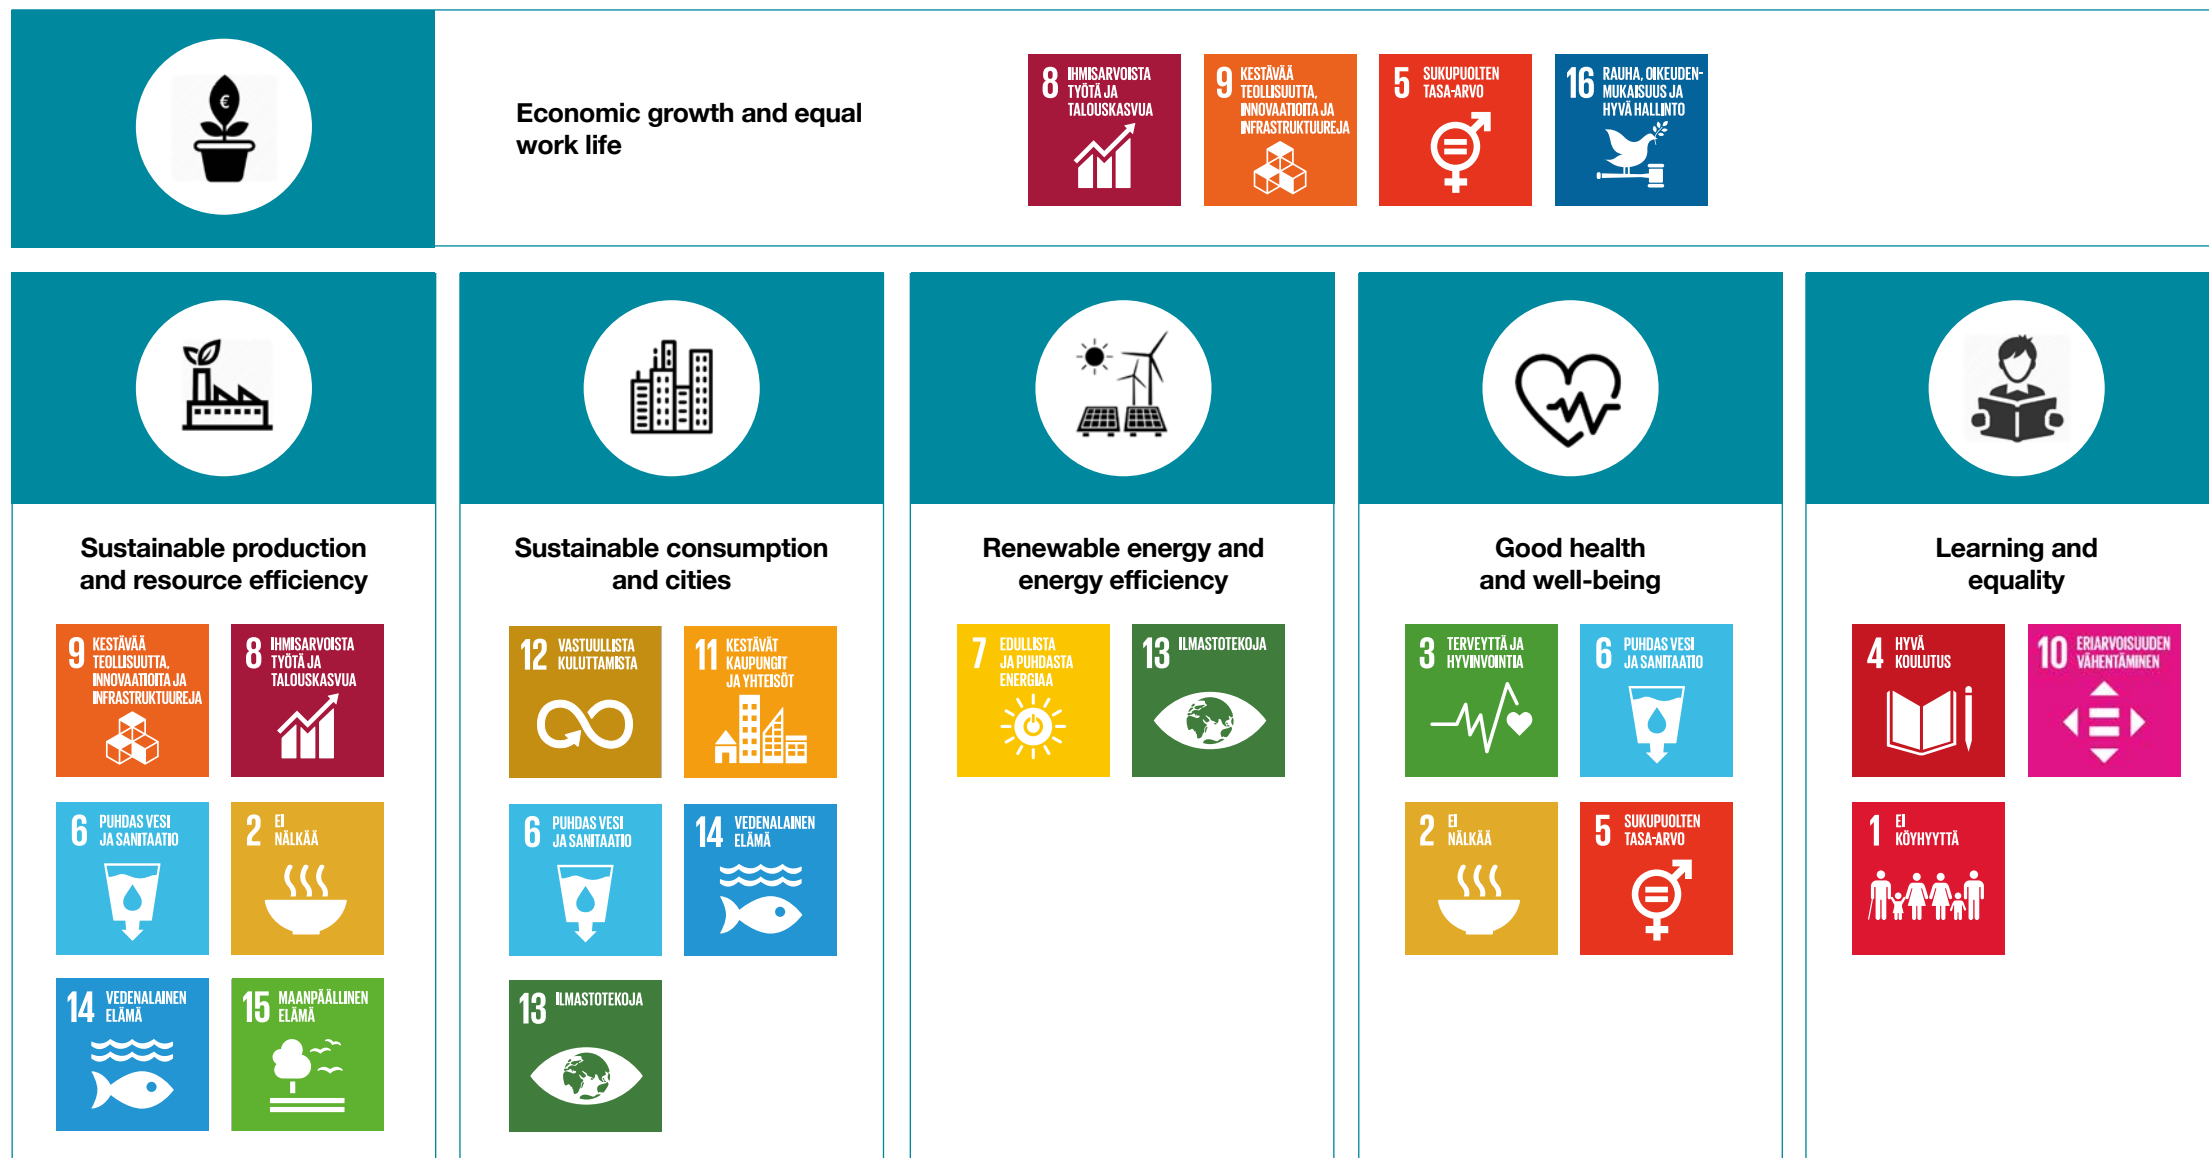 €
Economic growth and equal
work life
8 IHMISARVOISTA
TYÖTÄ JA
TALOUSKASVUA
9 KESTÄVÄÄ
TEOLLISUUTTA,
INNOVAATIOITA JA
INFRASTRUKTUUREJA
5 SUKUPUOLTEN
TASA-ARVO
16 RAUHA, OIKEUDEN-
MUKAISUUS JA
HYVÄ HALLINTO
Sustainable production
and resource efficiency
9 KESTÄVÄÄ
TEOLLISUUTTA,
INNOVAATIOITA JA
INFRASTRUKTUUREJA
8 IHMISARVOISTA
TYÖTÄ JA
TALOUSKASVUA
6 PUHDAS VESI
JA SANITAATIO
2 EI
NÄLKÄÄ
14 VEDENALAINEN
ELÄMÄ
15 MAANPÄÄLLINEN
ELÄMÄ
Sustainable consumption
and cities
12 VASTUULLISTA
KULUTTAMISTA
11 KESTÄVÄT
KAUPUNGIT
JA YHTEISÖT
6 PUHDAS VESI
JA SANITAATIO
14 VEDENALAINEN
ELÄMÄ
13 ILMASTOTEKOJA
Renewable energy and
energy efficiency
7 EDULLISTA
JA PUHDASTA
ENERGIAA
13 ILMASTOTEKOJA
Good health
and well-being
3 TERVEYTTÄ JA
HYVINVOINTIA
6 PUHDAS VESI
JA SANITAATIO
2 EI
NÄLKÄÄ
5 SUKUPUOLTEN
TASA-ARVO
Learning and
equality
4 HYVÄ
KOULUTUS
10 ERIARVOISUUDEN
VÄHENTÄMINEN
1 EI
KÖYHYYTTÄ